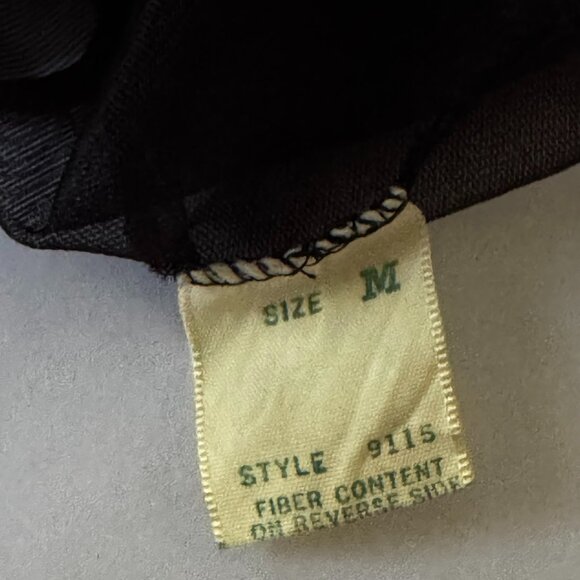 SIZE M
STYLE 9115
FIBER CONTENT
ON REVERSE SIDE